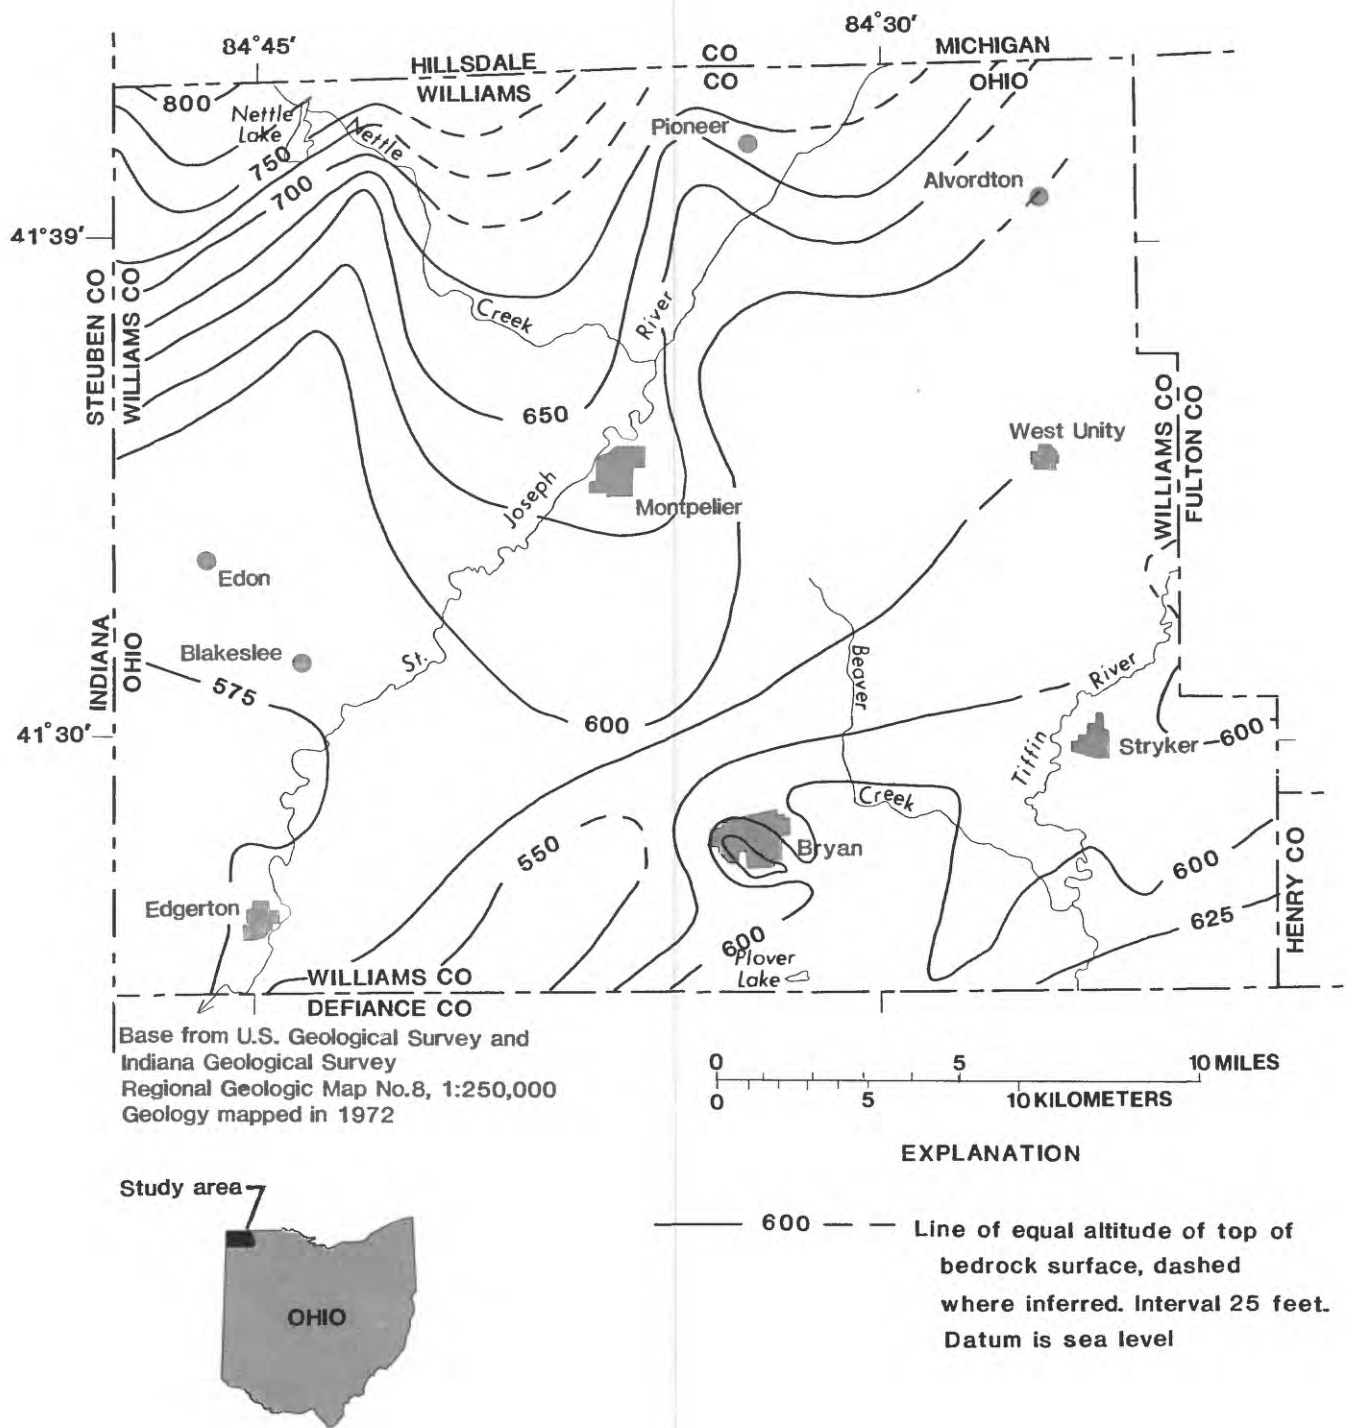 84°45′
84°30′
HILLSDALE CO MICHIGAN
WILLIAMS CO OHIO
800
Nettle
Lake
Nettle
Pioneer
750
700
Alvordton
41°39′
STEUBEN CO
WILLIAMS CO
Creek
River
650
WILLIAMS CO
FULTON CO
West Unity
Joseph
Montpelier
Edon
INDIANA
OHIO
Blakeslee
St.
Beaver
River
575
600
41°30′
Tiffin
Stryker
600
Creek
550
Bryan
600
HENRY CO
Edgerton
625
600
Plover
Lake
WILLIAMS CO
DEFIANCE CO
Base from U.S. Geological Survey and
Indiana Geological Survey
Regional Geologic Map No.8, 1:250,000
Geology mapped in 1972
0 5 10 MILES
0 5 10 KILOMETERS
EXPLANATION
Study area
OHIO
600 Line of equal altitude of top of
bedrock surface, dashed
where inferred. Interval 25 feet.
Datum is sea level